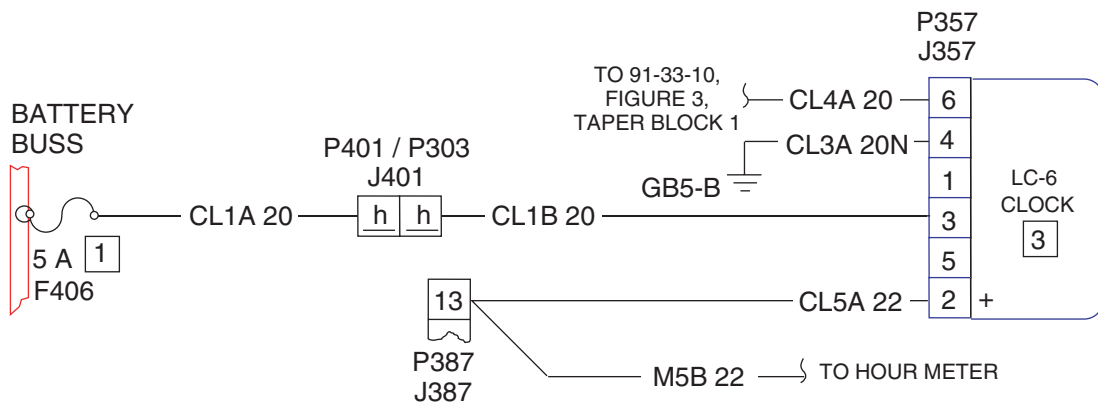 P357
J357
TO 91-33-10,
FIGURE 3,
TAPER BLOCK 1
CL4A 20
6
BATTERY
BUSS
P401 / P303
J401
CL3A 20N
4
GB5-B
1
LC-6
CLOCK
3
CL1A 20
h h
CL1B 20
3
5 A
1
F406
5
13
CL5A 22
2
+
P387
J387
M5B 22
TO HOUR METER